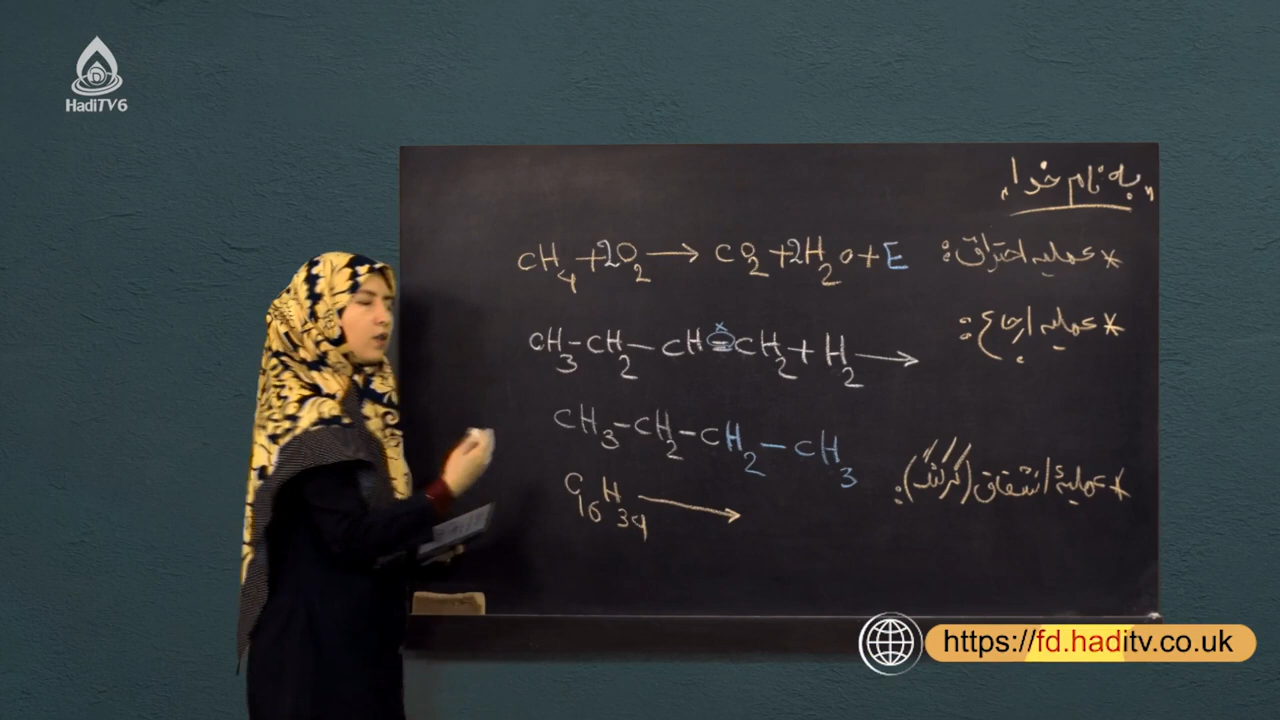 HadiTV6
"به نام خدا"
* عملیه احتراق:
CH4+2O2 → CO2+2H2O+E
* عملیه ارجاع:
CH3-CH2-CH=CH2+H2 →
CH3-CH2-CH2-CH3
* عملیهٔ انشقاق (کرکنگ):
C16H34 →
https://fd.haditv.co.uk